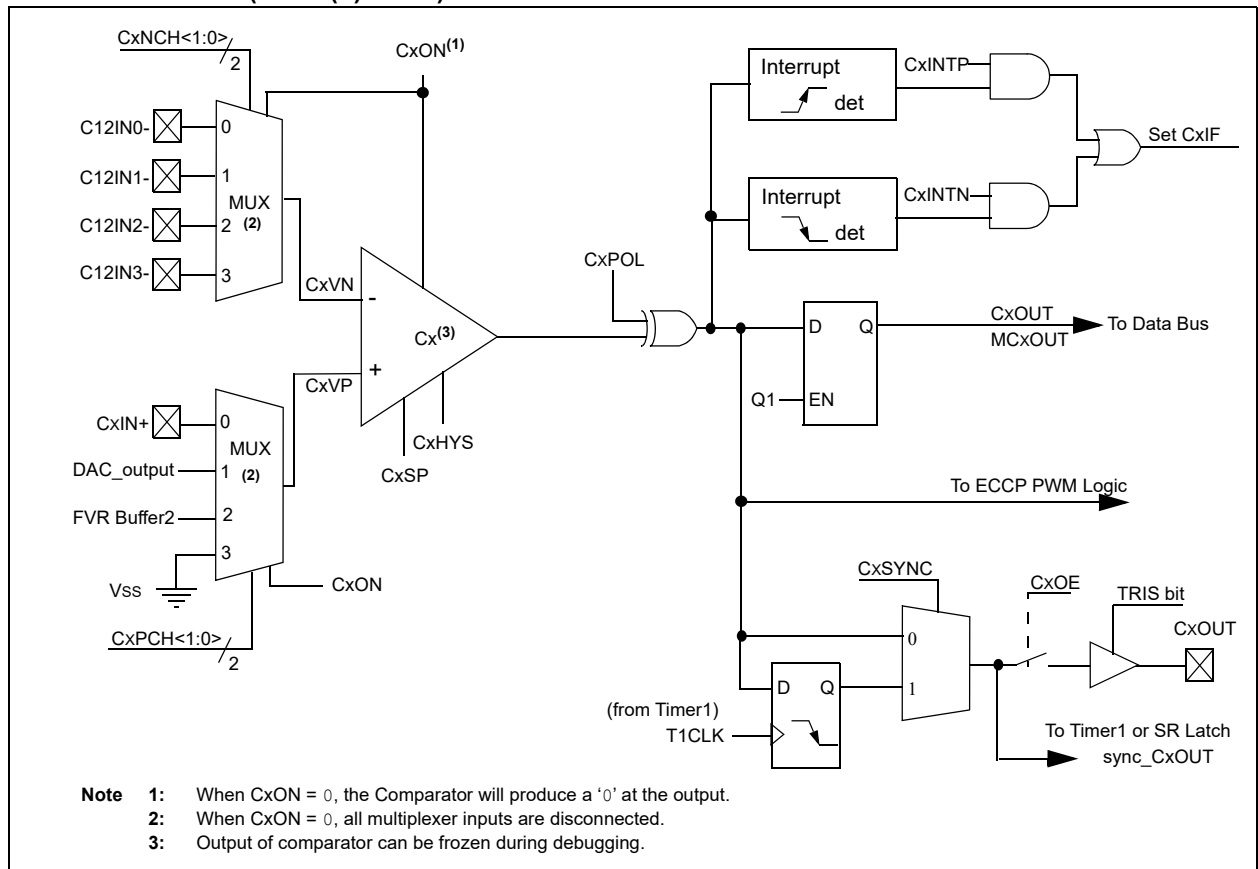 CxNCH<1:0>
2
CxON(1)
Interrupt
det
CxINTP
Set CxIF
C12IN0-
0
C12IN1-
1
MUX
(2)
C12IN2-
2
C12IN3-
3
Interrupt
det
CxINTN
CxVN
-
Cx(3)
+
CxVP
CxPOL
D
Q
Q1
EN
CxOUT
MCxOUT
To Data Bus
CxIN+
0
MUX
DAC_output
1
(2)
FVR Buffer2
2
3
VSS
CxON
CxPCH<1:0>
2
CxHYS
CxSP
To ECCP PWM Logic
CxSYNC
CxOE
TRIS bit
CxOUT
0
1
D
Q
(from Timer1)
T1CLK
To Timer1 or SR Latch
sync_CxOUT
Note 1: When CxON = 0, the Comparator will produce a ‘0’ at the output.
2: When CxON = 0, all multiplexer inputs are disconnected.
3: Output of comparator can be frozen during debugging.